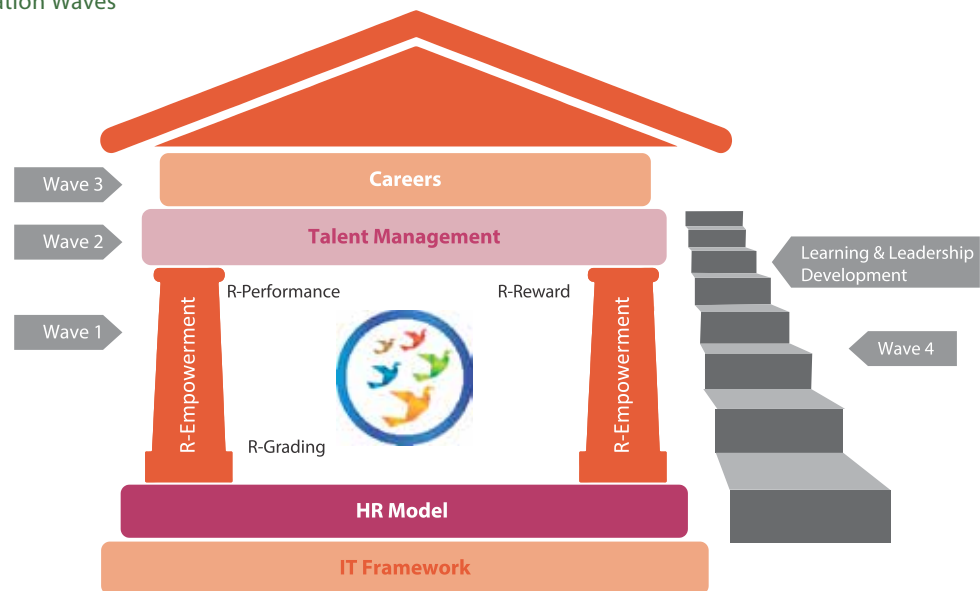 Waves
Careers
Wave 3
Talent Management
Wave 2
Learning & Leadership
Development
R-Performance
R-Reward
R-Empowerment
R-Empowerment
Wave 1
Wave 4
R-Grading
HR Model
IT Framework